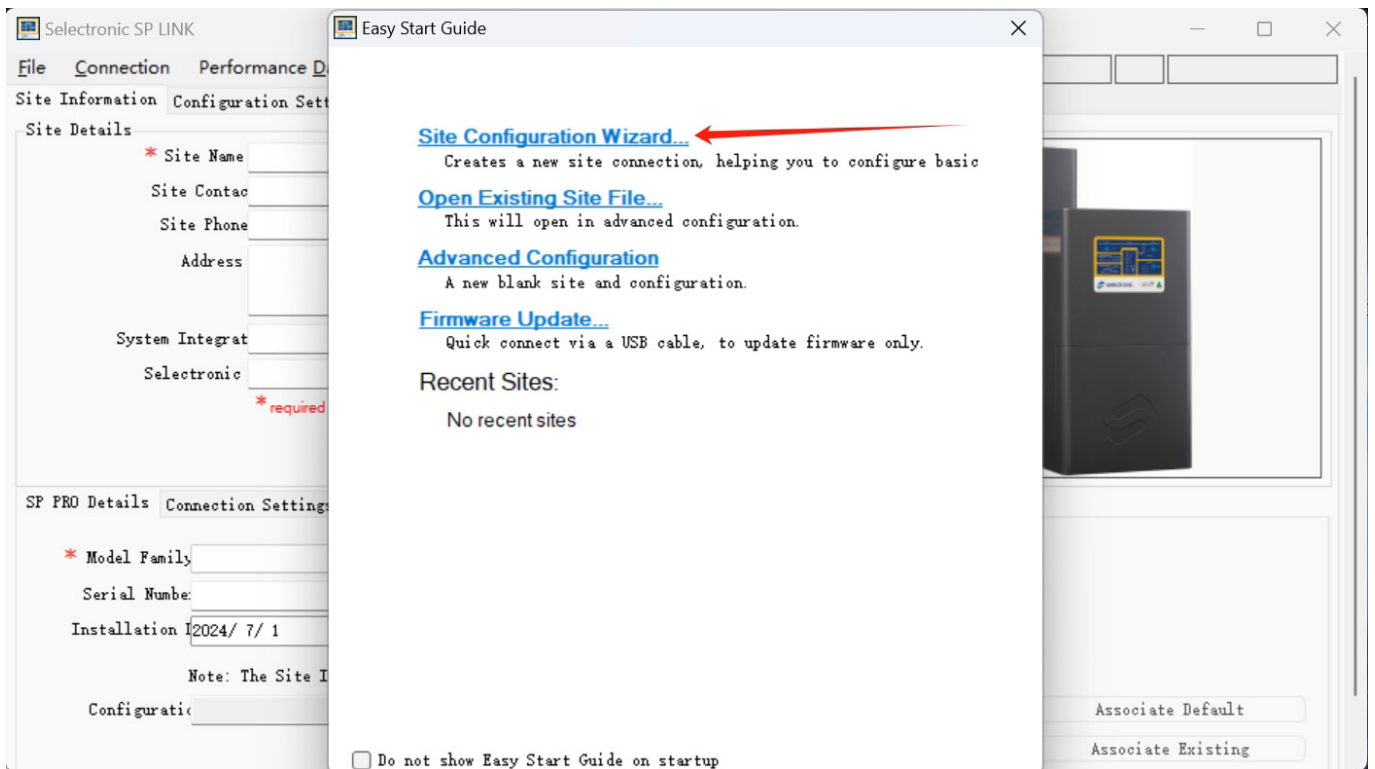 Selectronic SP LINK
Easy Start Guide
File Connection Performance
Site Information Configuration Sett
Site Details
* Site Name
Site Contac
Site Phone
Address
System Integrat
Selectronic
* required
Site Configuration Wizard...
Creates a new site connection, helping you to configure basic
Open Existing Site File...
This will open in advanced configuration.
Advanced Configuration
A new blank site and configuration.
Firmware Update...
Quick connect via a USB cable, to update firmware only.
Recent Sites:
No recent sites
selectronic
SP PRO Details Connection Settings
* Model Family
Serial Numbe
Installation I 2024/ 7/ 1
Note: The Site I
Configurati
Associate Default
Associate Existing
Do not show Easy Start Guide on startup